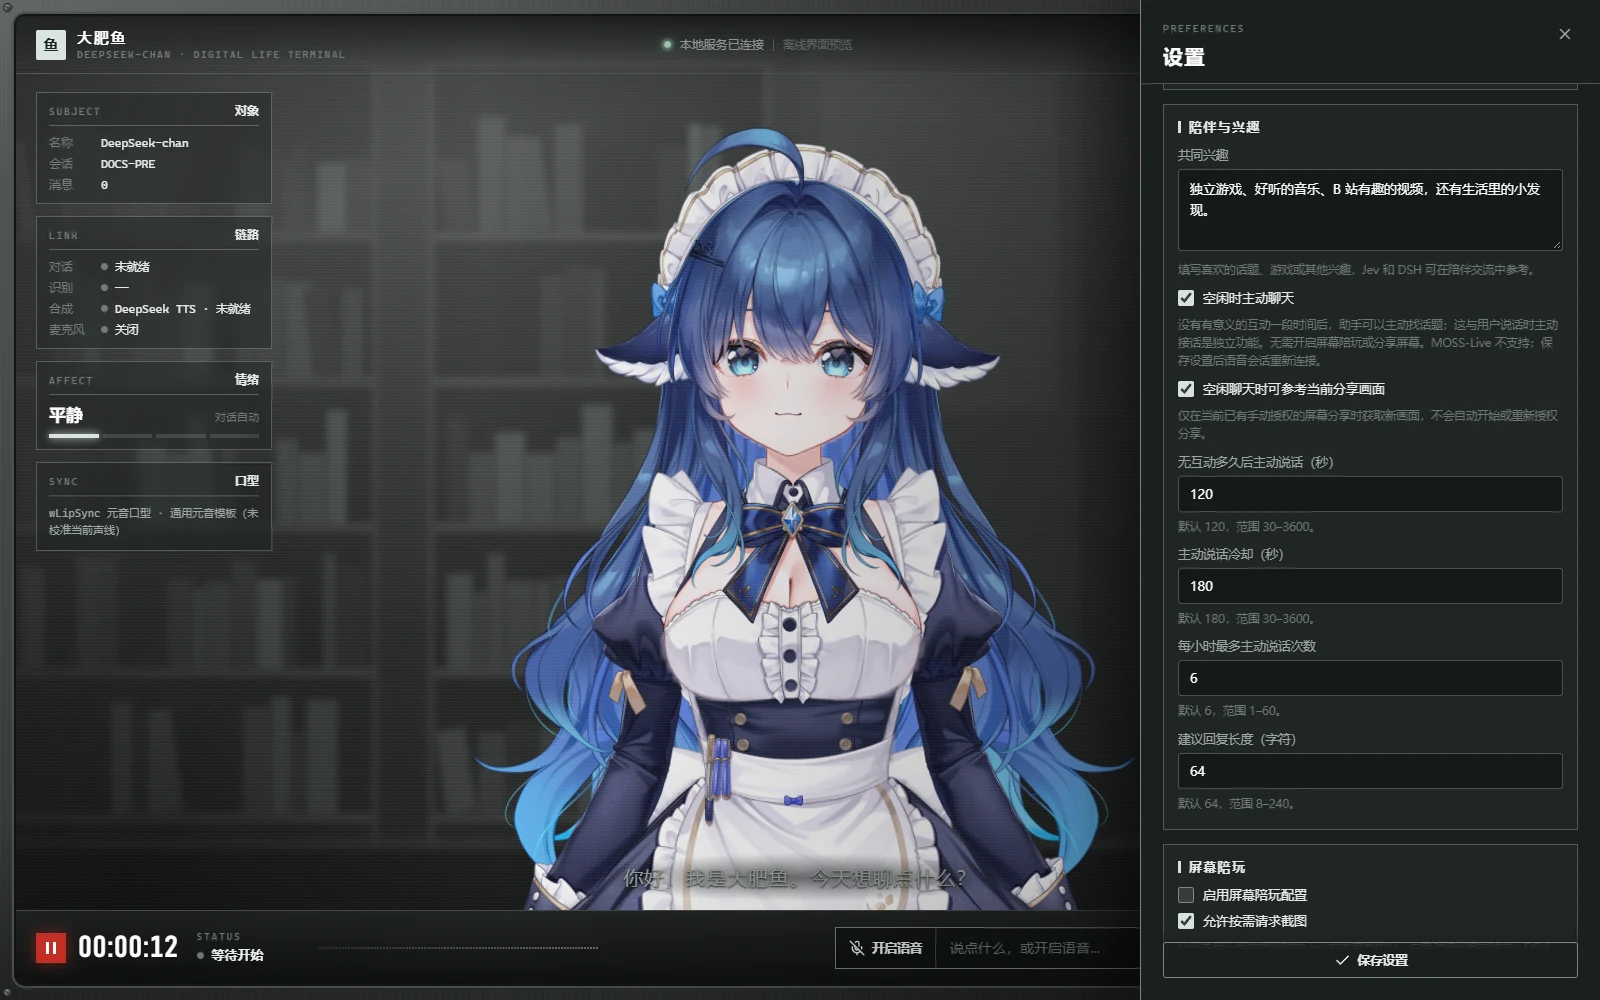 鱼
大肥鱼
DEEPSEEK-CHAN · DIGITAL LIFE TERMINAL
本地服务已连接
离线界面预览
SUBJECT 对象
名称 DeepSeek-chan
会话 DOCS-PRE
消息 0
LINK 链路
对话 未就绪
识别 —
合成 DeepSeek TTS · 未就绪
麦克风 关闭
AFFECT 情绪
平静 对话自动
SYNC 口型
wLipSync 元音口型 · 通用元音模板（未
校准当前声线）
你好，我是大肥鱼。今天想聊点什么？
00:00:12
STATUS
等待开始
开启语音
说点什么，或开启语音...
PREFERENCES
设置
陪伴与兴趣
共同兴趣
独立游戏、好听的音乐、B 站有趣的视频，还有生活里的小发
现。
填写喜欢的话题、游戏或其他兴趣，Jev 和 DSH 可在陪伴交流中参考。
空闲时主动聊天
没有有意义的互动一段时间后，助手可以主动找话题；这与用户说话时主动
接话是独立功能。无需开启屏幕陪玩或分享屏幕。MOSS-Live 不支持；保
存设置后语音会话重新连接。
空闲聊天时可参考当前分享画面
仅在当前已有手动授权的屏幕分享时获取新画面，不会自动开始或重新授权
分享。
无互动多久后主动说话（秒）
120
默认 120，范围 30–3600。
主动说话冷却（秒）
180
默认 180，范围 30–3600。
每小时最多主动说话次数
6
默认 6，范围 1–60。
建议回复长度（字符）
64
默认 64，范围 8–240。
屏幕陪玩
启用屏幕陪玩配置
允许按需请求截图
保存设置